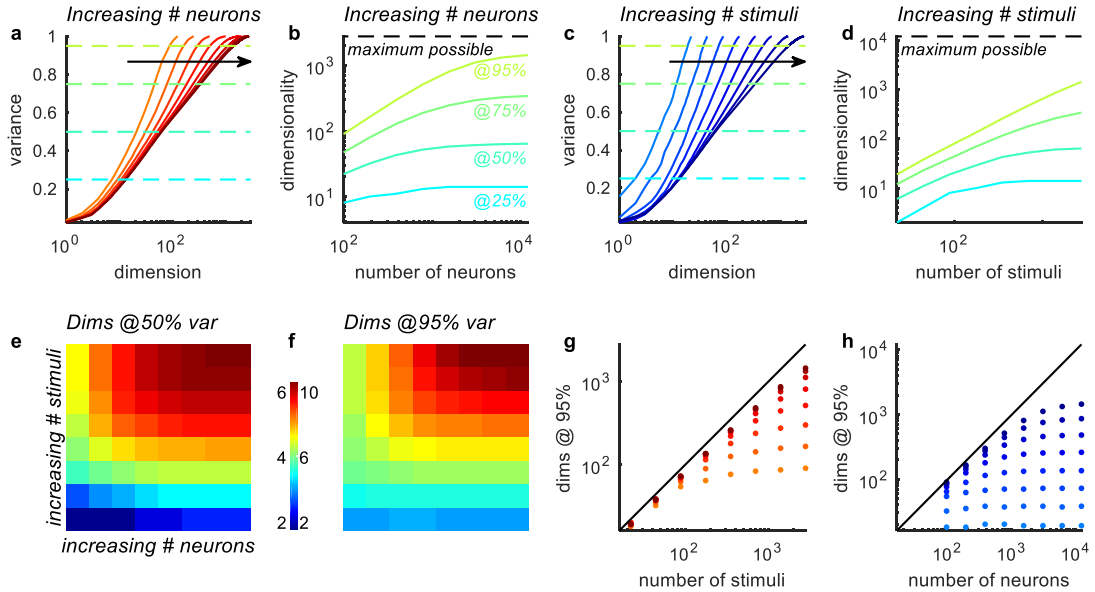 Increasing # neurons
Increasing # neurons
Increasing # stimuli
Increasing # stimuli
a
variance
1
0.8
0.6
0.4
0.2
10^0
10^2
dimension
b
dimensionality
maximum possible
@95%
@75%
@50%
@25%
10^3
10^2
10^1
10^2
10^3
10^4
number of neurons
c
variance
1
0.8
0.6
0.4
0.2
10^0
10^2
dimension
d
dimensionality
maximum possible
10^4
10^3
10^2
10^1
10^2
number of stimuli
Dims @50% var
Dims @95% var
e
increasing # stimuli
increasing # neurons
6 10
4 6
2 2
f
g
dims @ 95%
10^3
10^2
10^2
10^3
number of stimuli
h
dims @ 95%
10^4
10^3
10^2
10^2
10^3
10^4
number of neurons